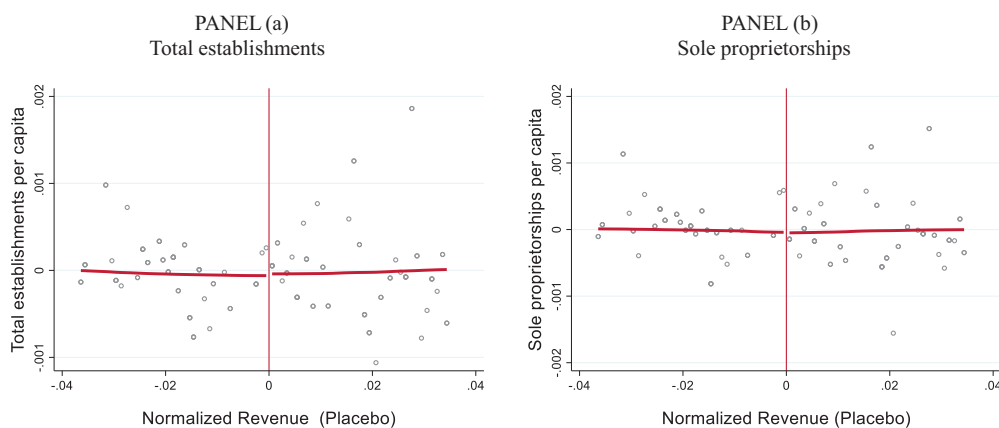 PANEL (a)
Total establishments
Total establishments per capita
.002
.001
0
-.001
-.04
-.02
0
.02
.04
Normalized Revenue (Placebo)
PANEL (b)
Sole proprietorships
Sole proprietorships per capita
.002
.001
0
-.001
-.002
-.04
-.02
0
.02
.04
Normalized Revenue (Placebo)